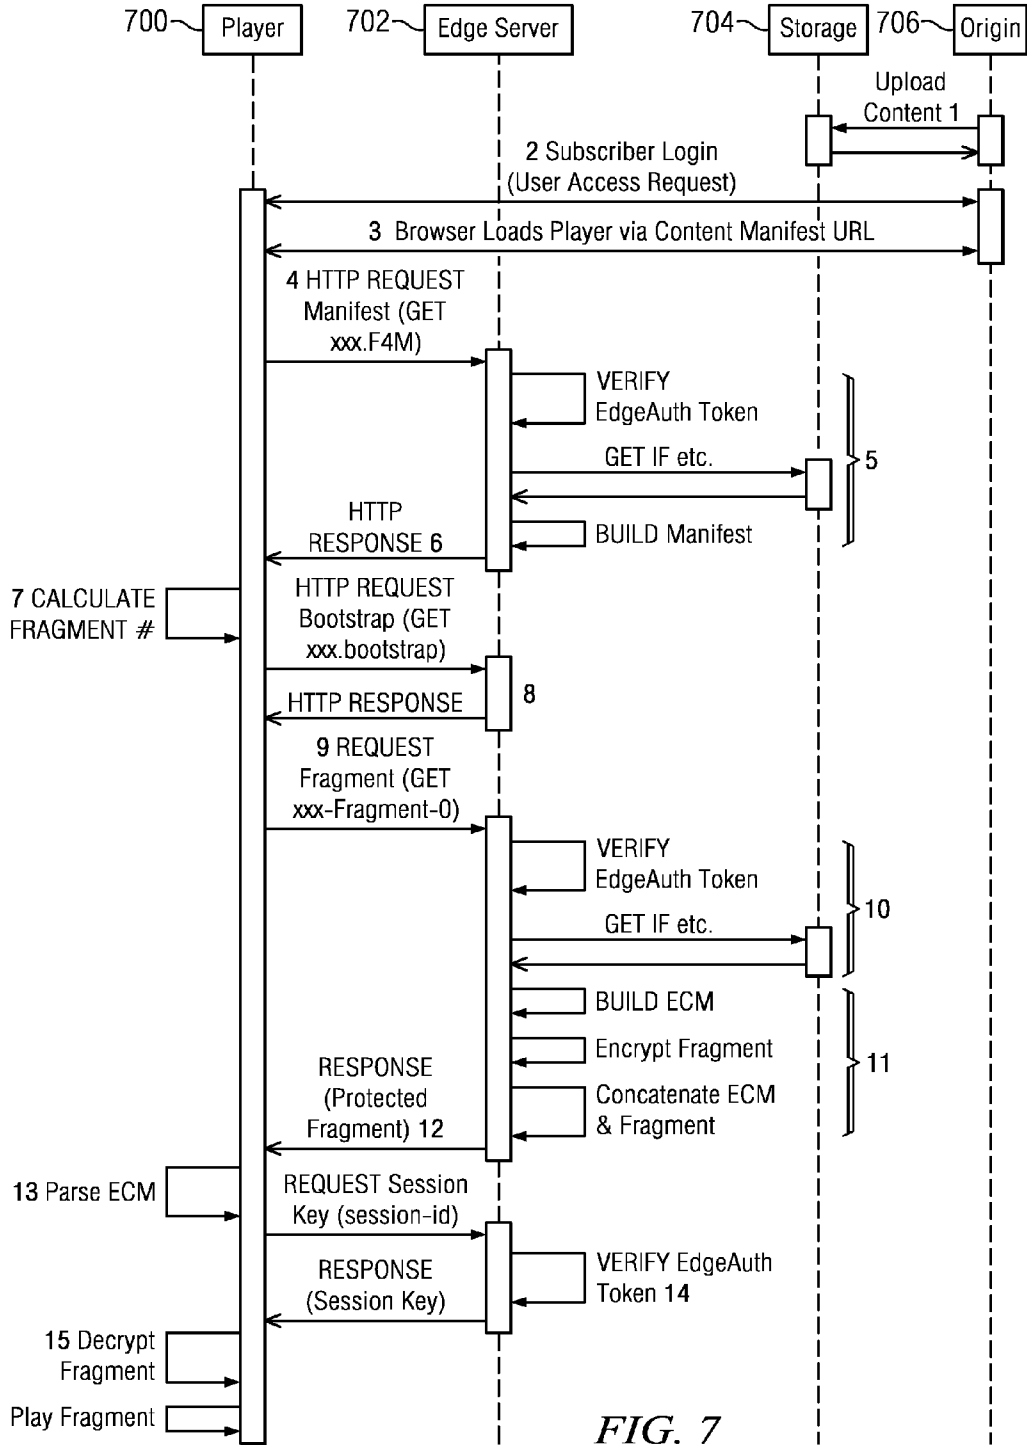 700 Player
702 Edge Server
704 Storage
706 Origin
Upload
Content 1
2 Subscriber Login
(User Access Request)
3 Browser Loads Player via Content Manifest URL
4 HTTP REQUEST
Manifest (GET
xxx.F4M)
VERIFY
EdgeAuth Token
GET IF etc.
5
BUILD Manifest
HTTP
RESPONSE 6
7 CALCULATE
FRAGMENT #
HTTP REQUEST
Bootstrap (GET
xxx.bootstrap)
8
HTTP RESPONSE
9 REQUEST
Fragment (GET
xxx-Fragment-0)
VERIFY
EdgeAuth Token
10
GET IF etc.
BUILD ECM
Encrypt Fragment
11
Concatenate ECM
& Fragment
RESPONSE
(Protected
Fragment) 12
13 Parse ECM
REQUEST Session
Key (session-id)
VERIFY EdgeAuth
Token 14
RESPONSE
(Session Key)
15 Decrypt
Fragment
Play Fragment
FIG. 7